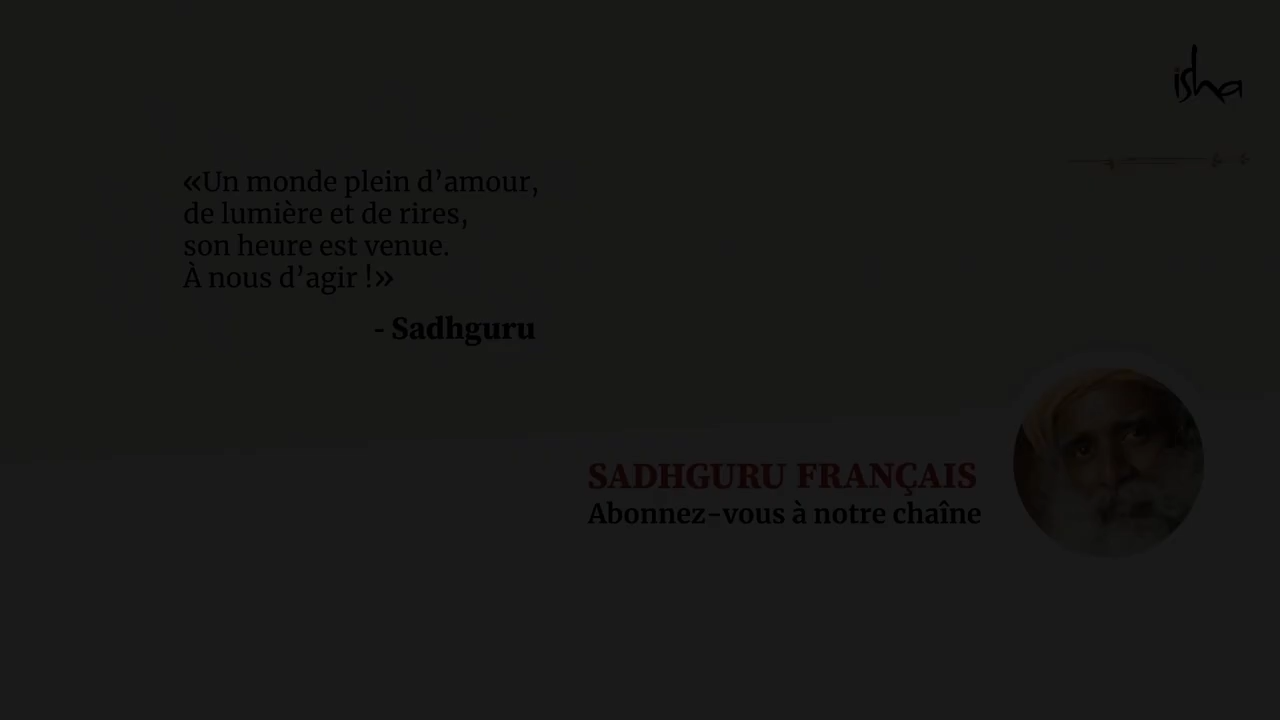 isha
«Un monde plein d’amour,
de lumière et de rires,
son heure est venue.
À nous d’agir !»
- Sadhguru
SADHGURU FRANÇAIS
Abonnez-vous à notre chaîne